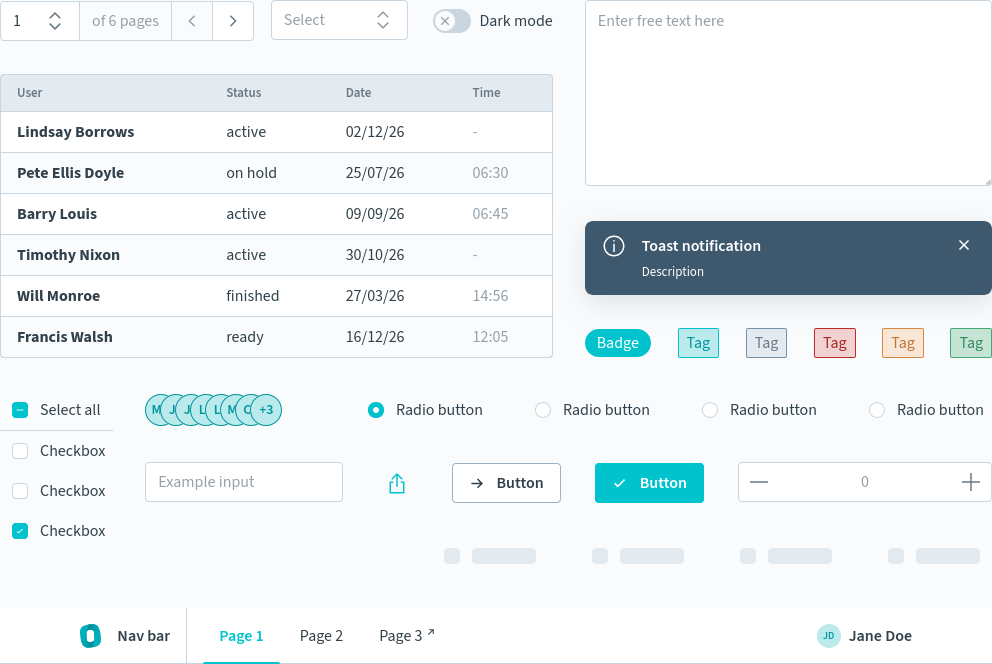 1 of 6 pages
Select
Dark mode
Enter free text here
User Status Date Time
Lindsay Borrows active 02/12/26 -
Pete Ellis Doyle on hold 25/07/26 06:30
Barry Louis active 09/09/26 06:45
Timothy Nixon active 30/10/26 -
Will Monroe finished 27/03/26 14:56
Francis Walsh ready 16/12/26 12:05
Toast notification
Description
Badge Tag Tag Tag Tag Tag
Select all
Checkbox
Checkbox
Checkbox
M J J L L M C +3
Radio button Radio button Radio button Radio button
Example input
Button
Button
0
Nav bar Page 1 Page 2 Page 3 ↗
JD Jane Doe